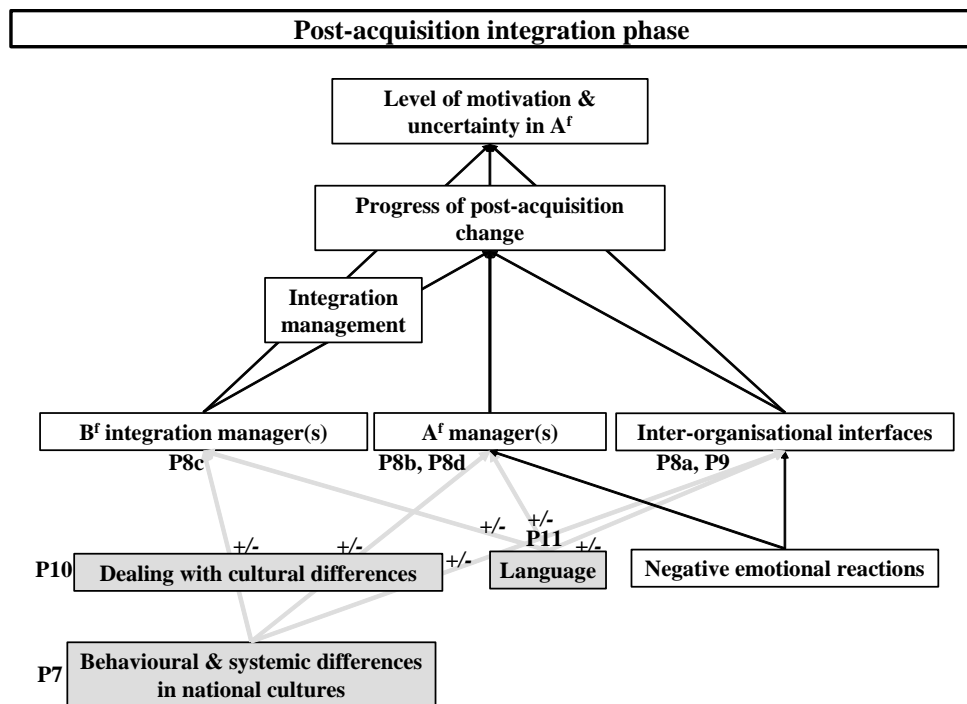 Post-acquisition integration phase
Level of motivation &
uncertainty in Aᶠ
Progress of post-acquisition
change
Integration
management
Bᶠ integration manager(s)
Aᶠ manager(s)
Inter-organisational interfaces
P8c
P8b, P8d
P8a, P9
+/-
+/-
P11
+/-
+/-
+/-
+/-
P10
Dealing with cultural differences
Language
Negative emotional reactions
P7
Behavioural & systemic differences
in national cultures